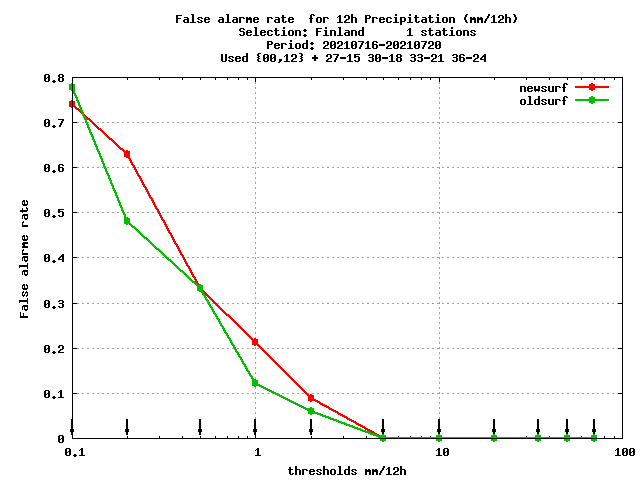 False alarme rate  for 12h Precipitation (mm/12h)
Selection: Finland      1 stations
Period: 20210716-20210720
Used {00,12} + 27-15 30-18 33-21 36-24
newsurf
oldsurf
0.8
0.7
0.6
0.5
0.4
0.3
0.2
0.1
0
False alarme rate
0.1
1
10
100
thresholds mm/12h